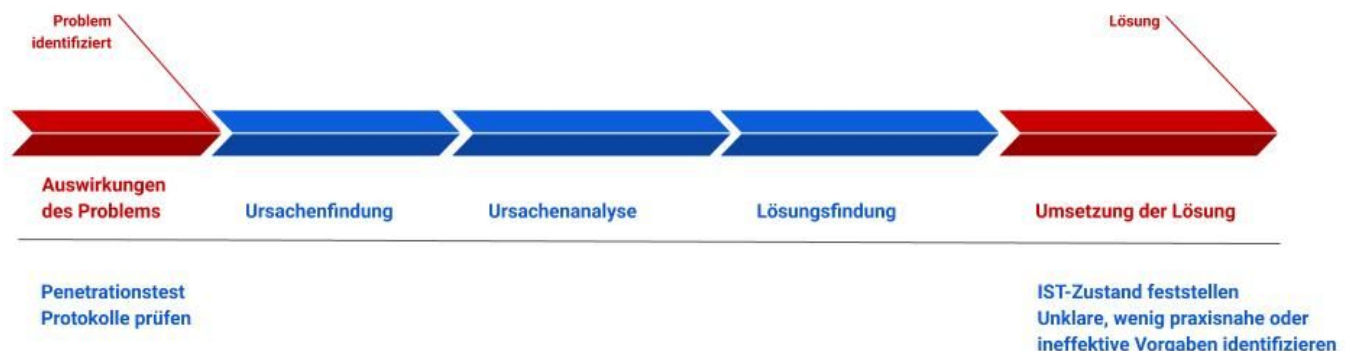 Problem
identifiziert
Lösung
Auswirkungen
des Problems
Ursachenfindung
Ursachenanalyse
Lösungsfindung
Umsetzung der Lösung
Penetrationstest
Protokolle prüfen
IST-Zustand feststellen
Unklare, wenig praxisnahe oder
ineffektive Vorgaben identifizieren